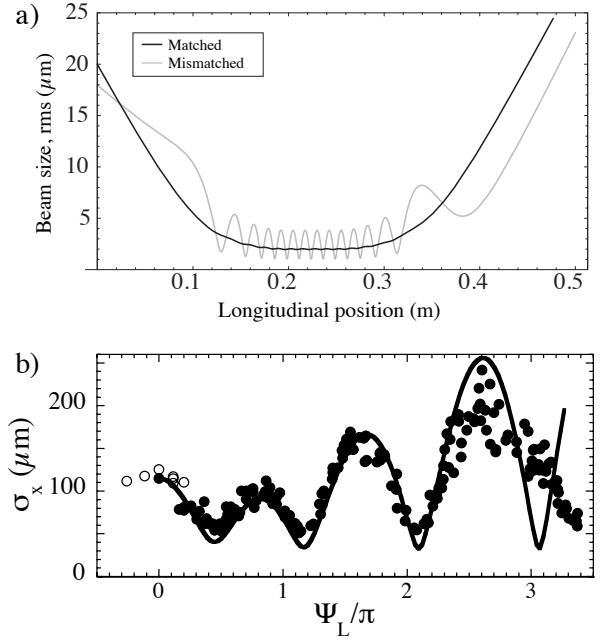 a)
Beam size, rms (μm)
25
20
15
10
5
Matched
Mismatched
0.1
0.2
0.3
0.4
0.5
Longitudinal position (m)
b)
σx (μm)
200
100
0
0
1
2
3
ΨL/π